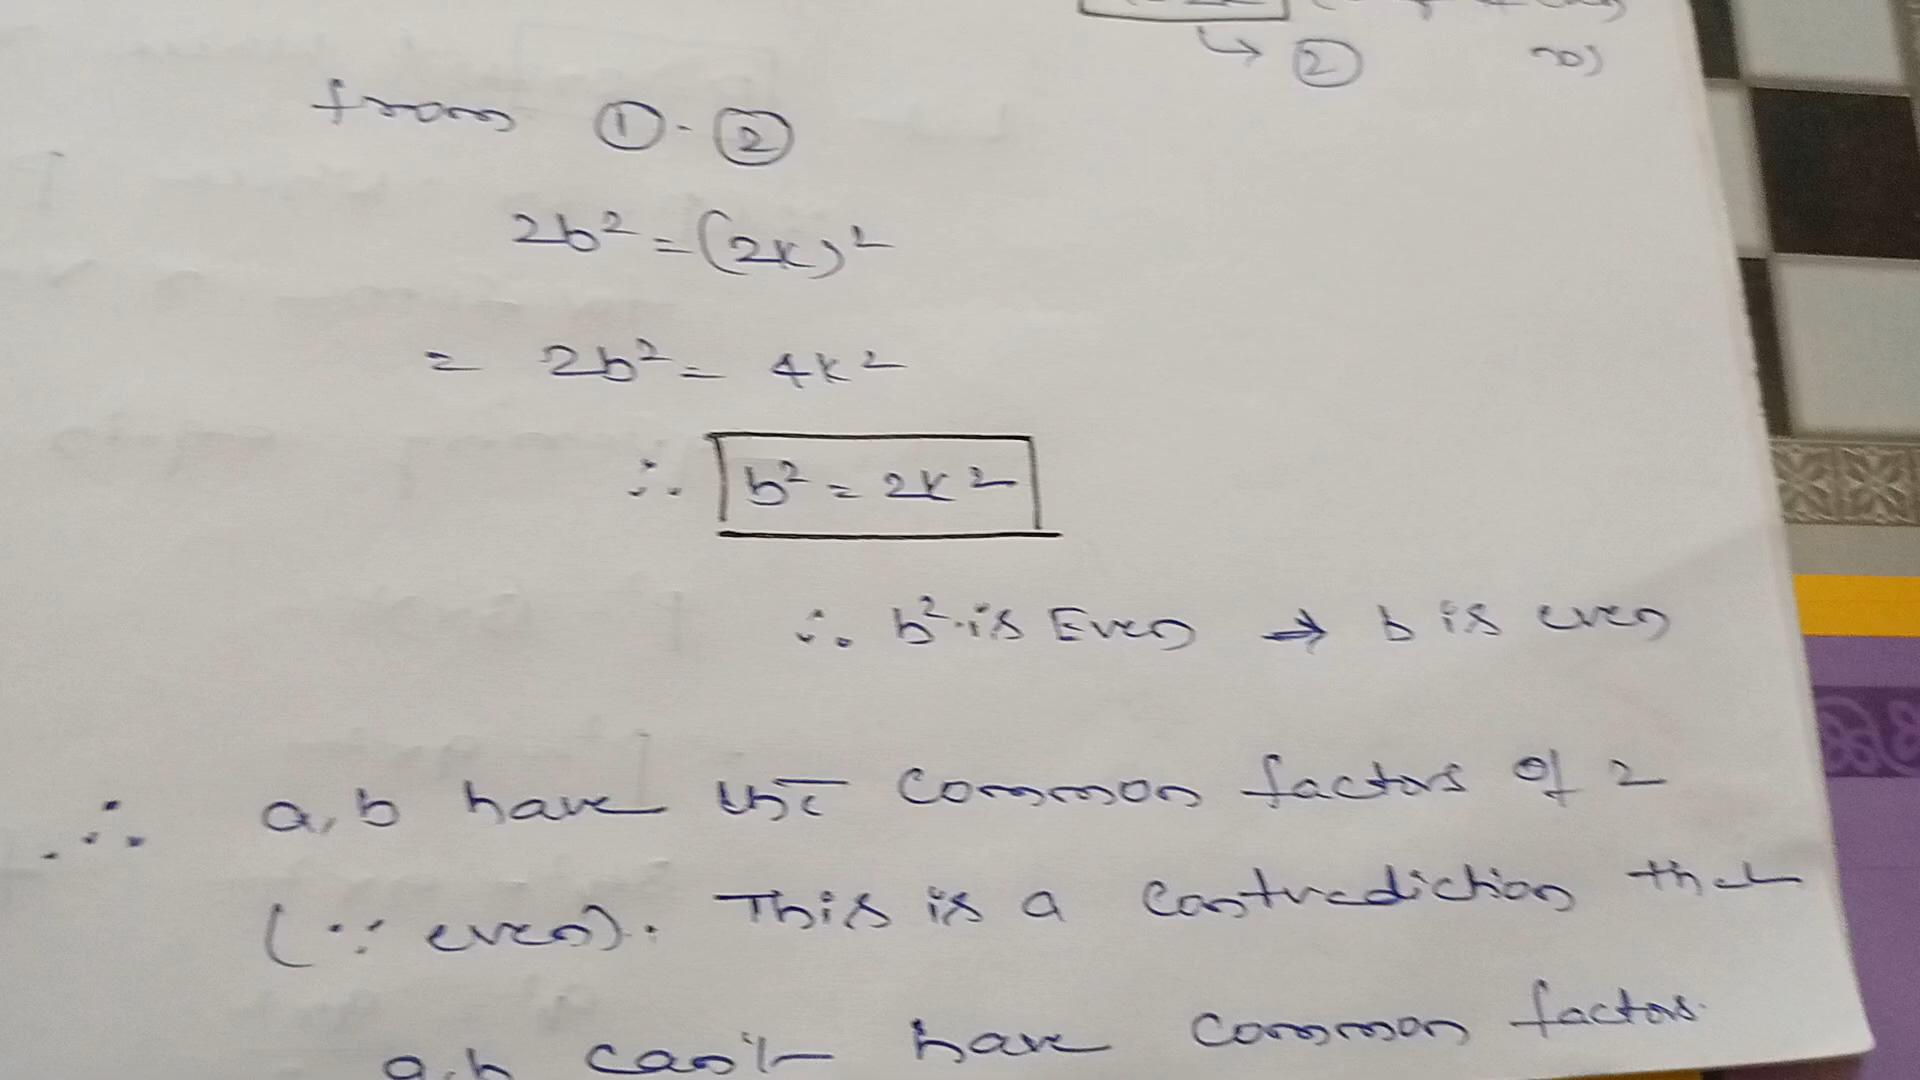 → ②
from ①-②
2b² = (2k)²
= 2b² = 4k²
∴ b² = 2k²
∴ b² is Even → b is even
∴ a, b have the common factors of 2
(∵ even). This is a contradiction that
a, b can't have common factors.